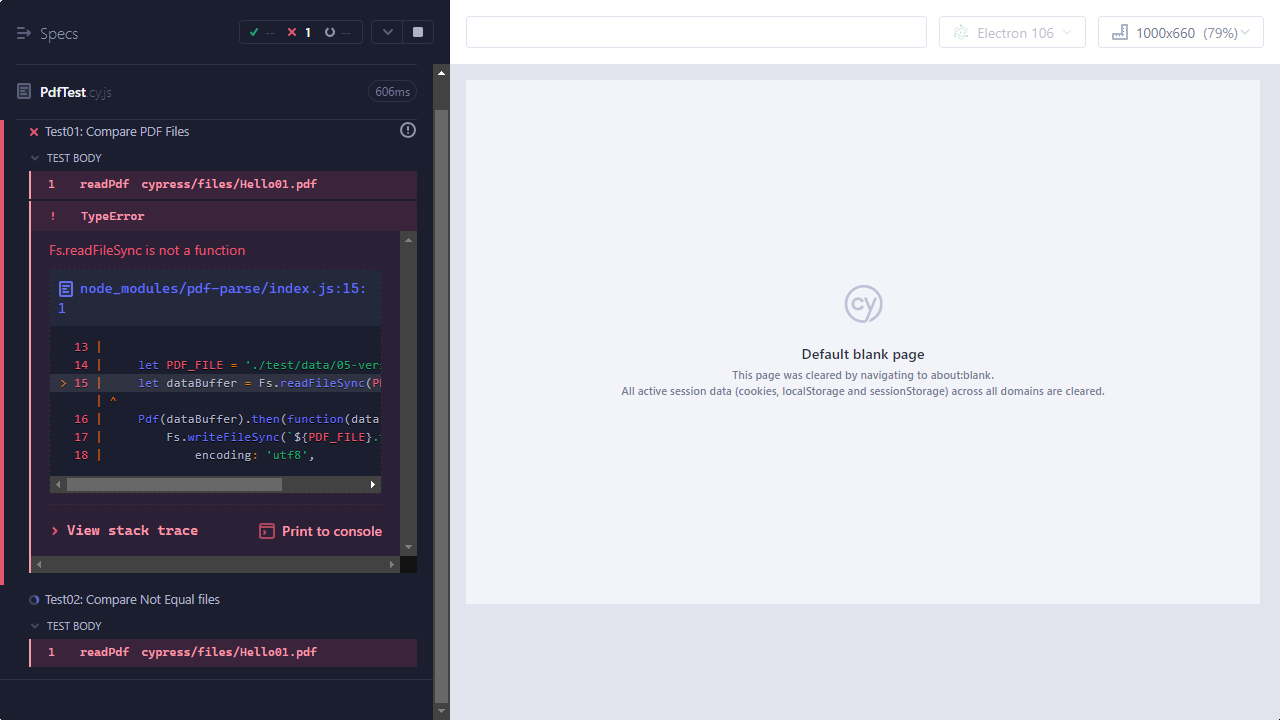 Specs
-- 1 --
Electron 106
1000x660 (79%)
PdfTest.cy.js
606ms
Test01: Compare PDF Files
TEST BODY
1 readPdf cypress/files/Hello01.pdf
! TypeError
Fs.readFileSync is not a function
node_modules/pdf-parse/index.js:15:
1
13 |
14 | let PDF_FILE = './test/data/05-ver
> 15 | let dataBuffer = Fs.readFileSync(P
| ^
16 | Pdf(dataBuffer).then(function(data
17 | Fs.writeFileSync(`${PDF_FILE}.
18 | encoding: 'utf8',
> View stack trace
Print to console
Test02: Compare Not Equal files
TEST BODY
1 readPdf cypress/files/Hello01.pdf
cy
Default blank page
This page was cleared by navigating to about:blank.
All active session data (cookies, localStorage and sessionStorage) across all domains are cleared.